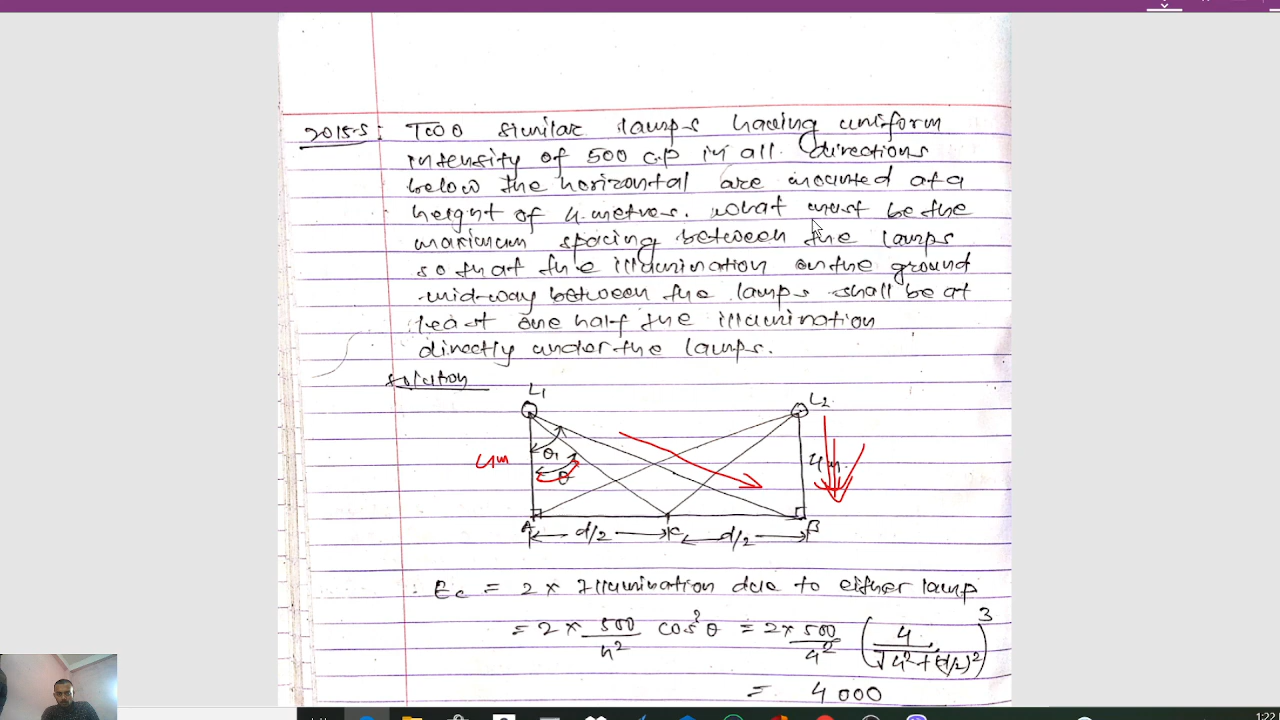 2015.S: Two similar lamps having uniform
intensity of 500 C.P in all directions
below the horizontal are mounted at a
height of 4 metres. What must be the
maximum spacing between the lamps
so that the illumination on the ground
mid-way between the lamps shall be at
least one half the illumination
directly under the lamps.
Solution
L1 L2
4m θ1 4m.
θ
A C B
d/2 d/2
∴ Ec = 2 × Illumination due to either lamp
= 2 × 500/h² cos³θ = 2 × 500/4² (4/√4²+(d/2)²)³
= 4000
1:22